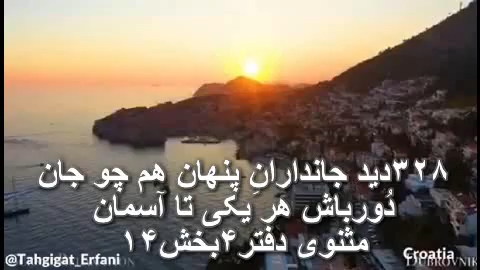 ۳۲۸دید جاندارانِ پنهان هم چو جان
دُورباش هر یکی تا آسمان
مثنوی دفتر۴بخش۱۴
Croatia
@Tahgigat_Erfani
DUBROVNIK